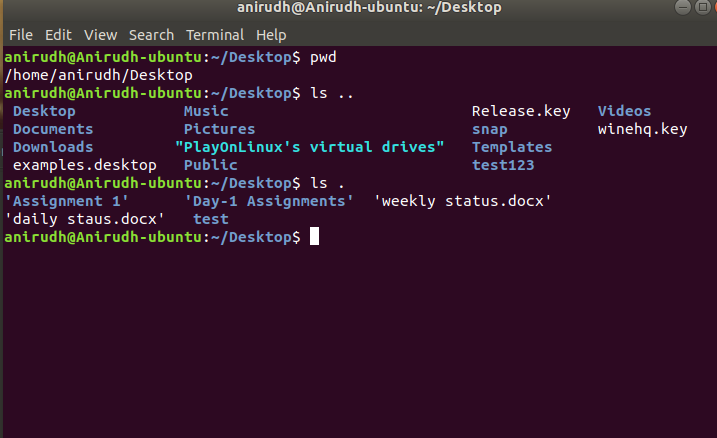 anirudh@Anirudh-ubuntu: ~/Desktop
File Edit View Search Terminal Help
anirudh@Anirudh-ubuntu:~/Desktop$ pwd
/home/anirudh/Desktop
anirudh@Anirudh-ubuntu:~/Desktop$ ls ..
Desktop Music Release.key Videos
Documents Pictures snap winehq.key
Downloads "PlayOnLinux's virtual drives" Templates
examples.desktop Public test123
anirudh@Anirudh-ubuntu:~/Desktop$ ls .
'Assignment 1' 'Day-1 Assignments' 'weekly status.docx'
'daily staus.docx' test
anirudh@Anirudh-ubuntu:~/Desktop$